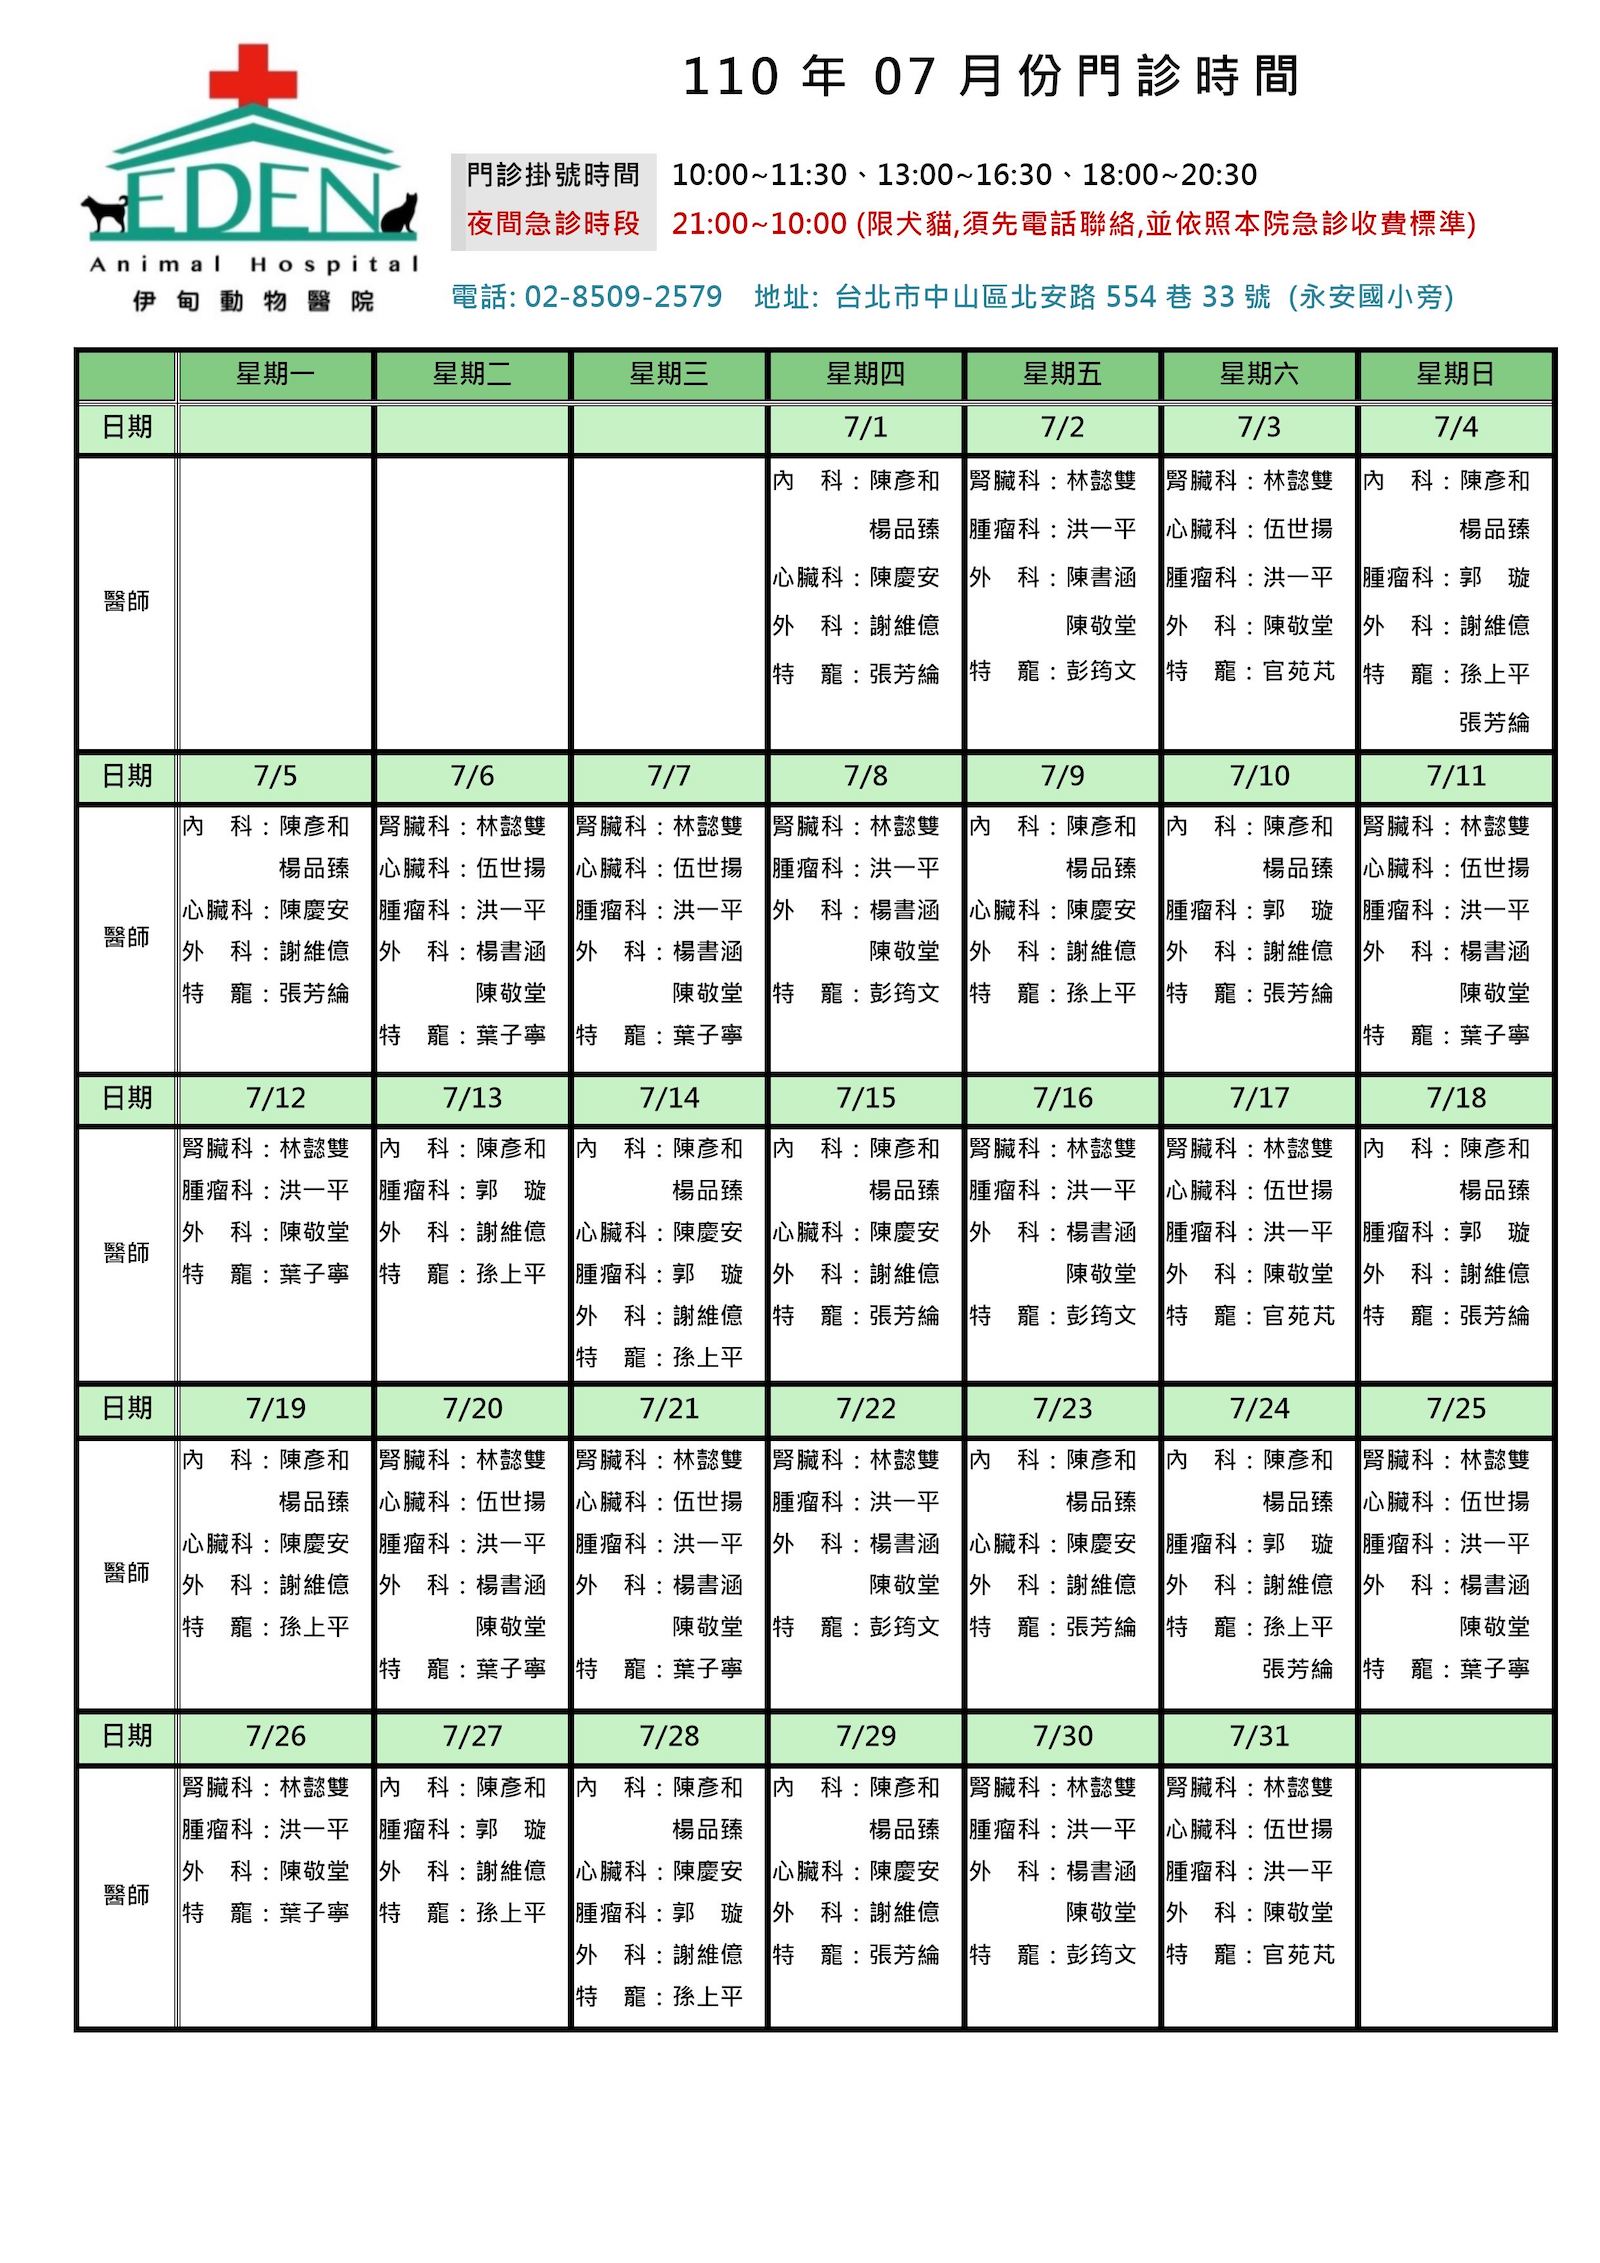 110 年 07 月份門診時間
EDEN
Animal Hospital
伊甸動物醫院
門診掛號時間 10:00~11:30、13:00~16:30、18:00~20:30
夜間急診時段 21:00~10:00 (限犬貓,須先電話聯絡,並依照本院急診收費標準)
電話: 02-8509-2579 地址: 台北市中山區北安路 554 巷 33 號 (永安國小旁)
星期一 星期二 星期三 星期四 星期五 星期六 星期日
日期 7/1 7/2 7/3 7/4
醫師
內 科：陳彥和
楊品臻
心臟科：陳慶安
外 科：謝維億
特 寵：張芳綸
腎臟科：林懿雙
腫瘤科：洪一平
外 科：陳書涵
陳敬堂
特 寵：彭筠文
腎臟科：林懿雙
心臟科：伍世揚
腫瘤科：洪一平
外 科：陳敬堂
特 寵：官苑芃
內 科：陳彥和
楊品臻
腫瘤科：郭 璇
外 科：謝維億
特 寵：孫上平
張芳綸
日期 7/5 7/6 7/7 7/8 7/9 7/10 7/11
醫師
內 科：陳彥和
楊品臻
心臟科：陳慶安
外 科：謝維億
特 寵：張芳綸
腎臟科：林懿雙
心臟科：伍世揚
腫瘤科：洪一平
外 科：楊書涵
陳敬堂
特 寵：葉子寧
腎臟科：林懿雙
心臟科：伍世揚
腫瘤科：洪一平
外 科：楊書涵
陳敬堂
特 寵：葉子寧
腎臟科：林懿雙
腫瘤科：洪一平
外 科：楊書涵
陳敬堂
特 寵：彭筠文
內 科：陳彥和
楊品臻
心臟科：陳慶安
外 科：謝維億
特 寵：孫上平
內 科：陳彥和
楊品臻
腫瘤科：郭 璇
外 科：謝維億
特 寵：張芳綸
腎臟科：林懿雙
心臟科：伍世揚
腫瘤科：洪一平
外 科：楊書涵
陳敬堂
特 寵：葉子寧
日期 7/12 7/13 7/14 7/15 7/16 7/17 7/18
醫師
腎臟科：林懿雙
腫瘤科：洪一平
外 科：陳敬堂
特 寵：葉子寧
內 科：陳彥和
腫瘤科：郭 璇
外 科：謝維億
特 寵：孫上平
內 科：陳彥和
楊品臻
心臟科：陳慶安
腫瘤科：郭 璇
外 科：謝維億
特 寵：孫上平
內 科：陳彥和
楊品臻
心臟科：陳慶安
外 科：謝維億
特 寵：張芳綸
腎臟科：林懿雙
腫瘤科：洪一平
外 科：楊書涵
陳敬堂
特 寵：彭筠文
腎臟科：林懿雙
心臟科：伍世揚
腫瘤科：洪一平
外 科：陳敬堂
特 寵：官苑芃
內 科：陳彥和
楊品臻
腫瘤科：郭 璇
外 科：謝維億
特 寵：張芳綸
日期 7/19 7/20 7/21 7/22 7/23 7/24 7/25
醫師
內 科：陳彥和
楊品臻
心臟科：陳慶安
外 科：謝維億
特 寵：孫上平
腎臟科：林懿雙
心臟科：伍世揚
腫瘤科：洪一平
外 科：楊書涵
陳敬堂
特 寵：葉子寧
腎臟科：林懿雙
心臟科：伍世揚
腫瘤科：洪一平
外 科：楊書涵
陳敬堂
特 寵：葉子寧
腎臟科：林懿雙
腫瘤科：洪一平
外 科：楊書涵
陳敬堂
特 寵：彭筠文
內 科：陳彥和
楊品臻
心臟科：陳慶安
外 科：謝維億
特 寵：張芳綸
內 科：陳彥和
楊品臻
腫瘤科：郭 璇
外 科：謝維億
特 寵：孫上平
張芳綸
腎臟科：林懿雙
心臟科：伍世揚
腫瘤科：洪一平
外 科：楊書涵
陳敬堂
特 寵：葉子寧
日期 7/26 7/27 7/28 7/29 7/30 7/31
醫師
腎臟科：林懿雙
腫瘤科：洪一平
外 科：陳敬堂
特 寵：葉子寧
內 科：陳彥和
腫瘤科：郭 璇
外 科：謝維億
特 寵：孫上平
內 科：陳彥和
楊品臻
心臟科：陳慶安
腫瘤科：郭 璇
外 科：謝維億
特 寵：孫上平
內 科：陳彥和
楊品臻
心臟科：陳慶安
外 科：謝維億
特 寵：張芳綸
腎臟科：林懿雙
腫瘤科：洪一平
外 科：楊書涵
陳敬堂
特 寵：彭筠文
腎臟科：林懿雙
心臟科：伍世揚
腫瘤科：洪一平
外 科：陳敬堂
特 寵：官苑芃